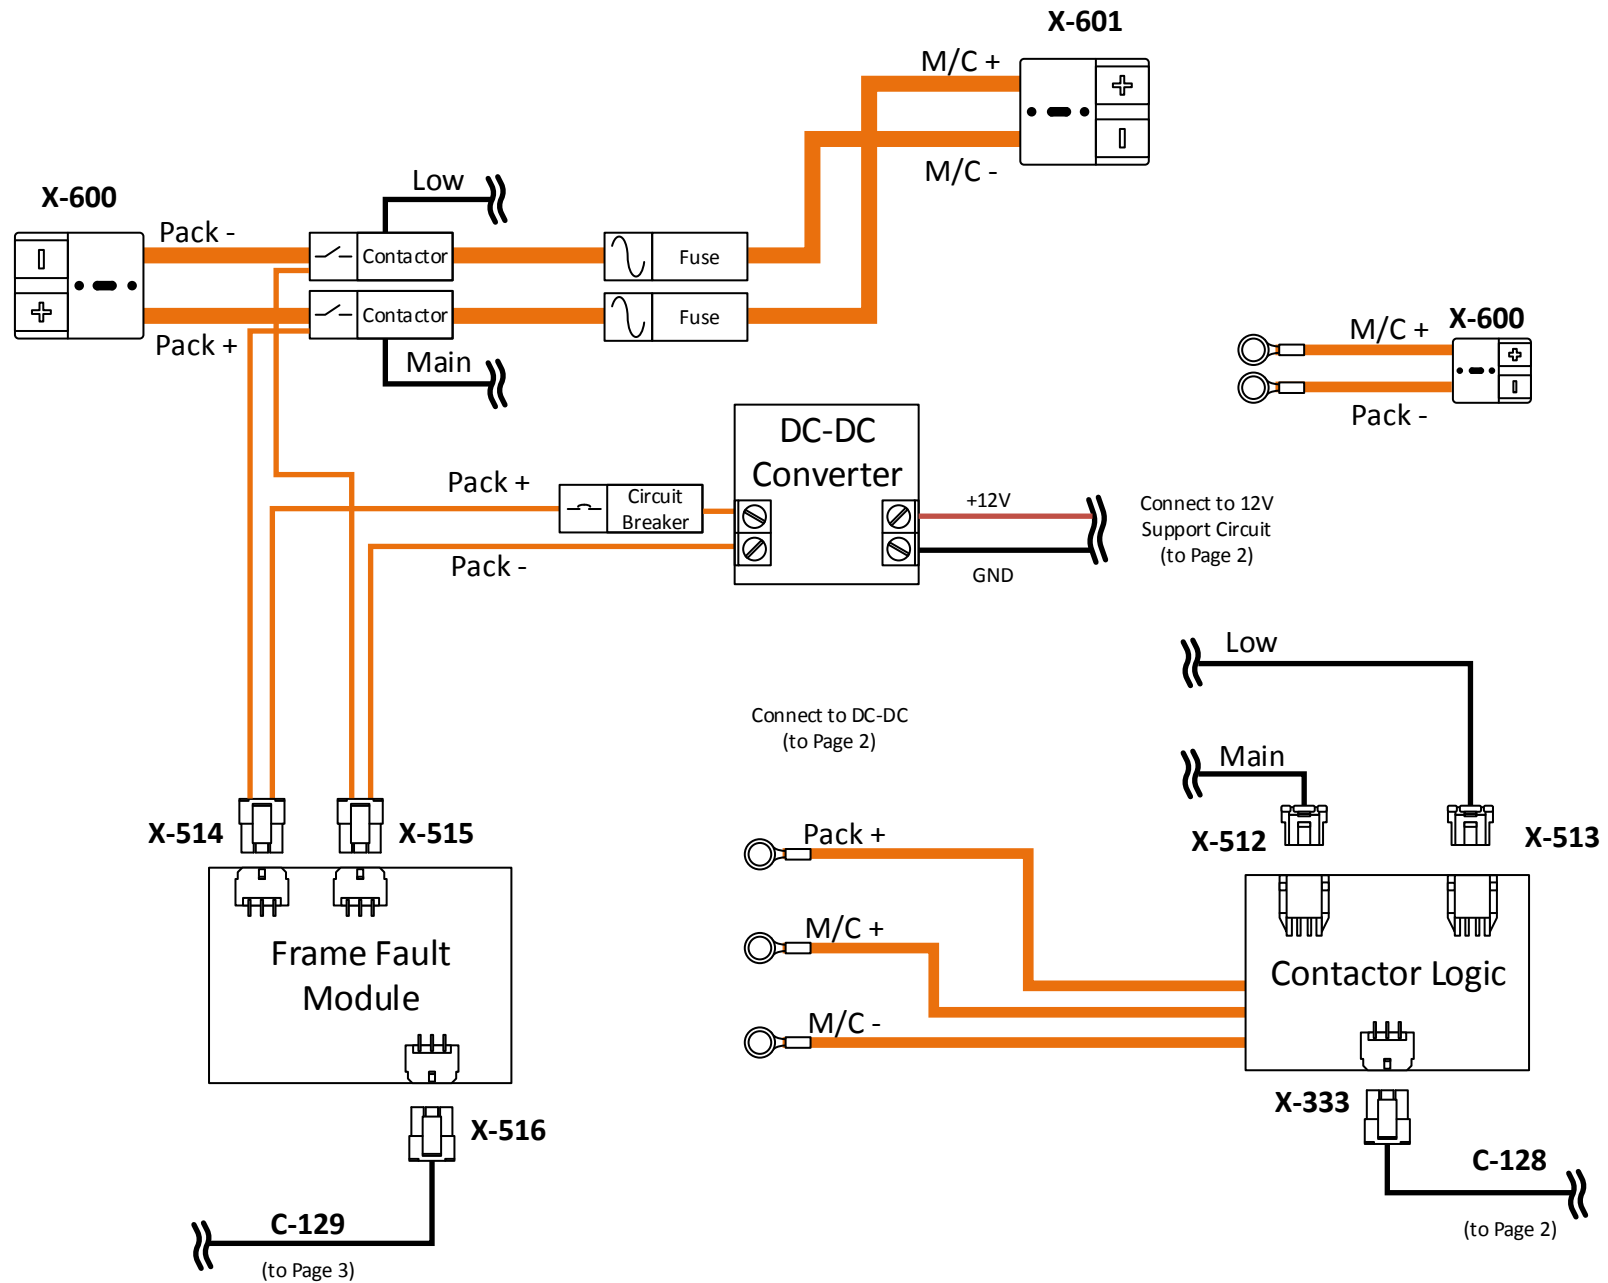 X-601
M/C +
M/C -
Low
X-600
Pack -
Contactor
Fuse
Contactor
Fuse
Pack +
Main
M/C +
X-600
Pack -
DC-DC
Converter
Pack +
Circuit
Breaker
Pack -
+12V
GND
Connect to 12V
Support Circuit
(to Page 2)
Low
Connect to DC-DC
(to Page 2)
Main
X-514
X-515
Pack +
X-512
X-513
M/C +
Frame Fault
Module
Contactor Logic
M/C -
X-516
X-333
C-128
(to Page 2)
C-129
(to Page 3)